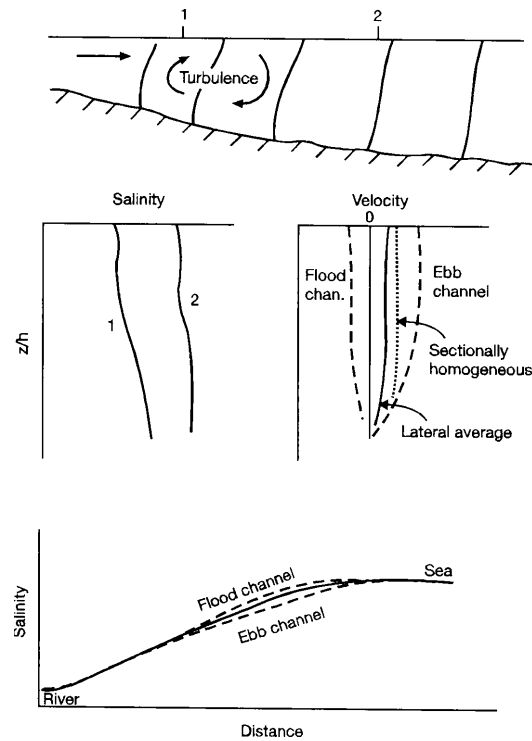 1 2
Turbulence
Salinity
z/h
1
2
Velocity
0
Flood
chan.
Ebb
channel
Sectionally
homogeneous
Lateral average
Salinity
Flood channel
Ebb channel
Sea
River
Distance